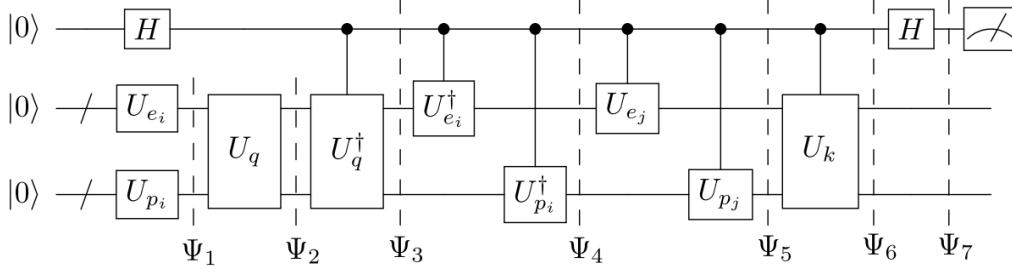 |0⟩ H H
|0⟩ U_{e_i} U_q U_q^† U_{e_i}^† U_{e_j} U_k
|0⟩ U_{p_i} U_{p_i}^† U_{p_j}
Ψ_1 Ψ_2 Ψ_3 Ψ_4 Ψ_5 Ψ_6 Ψ_7